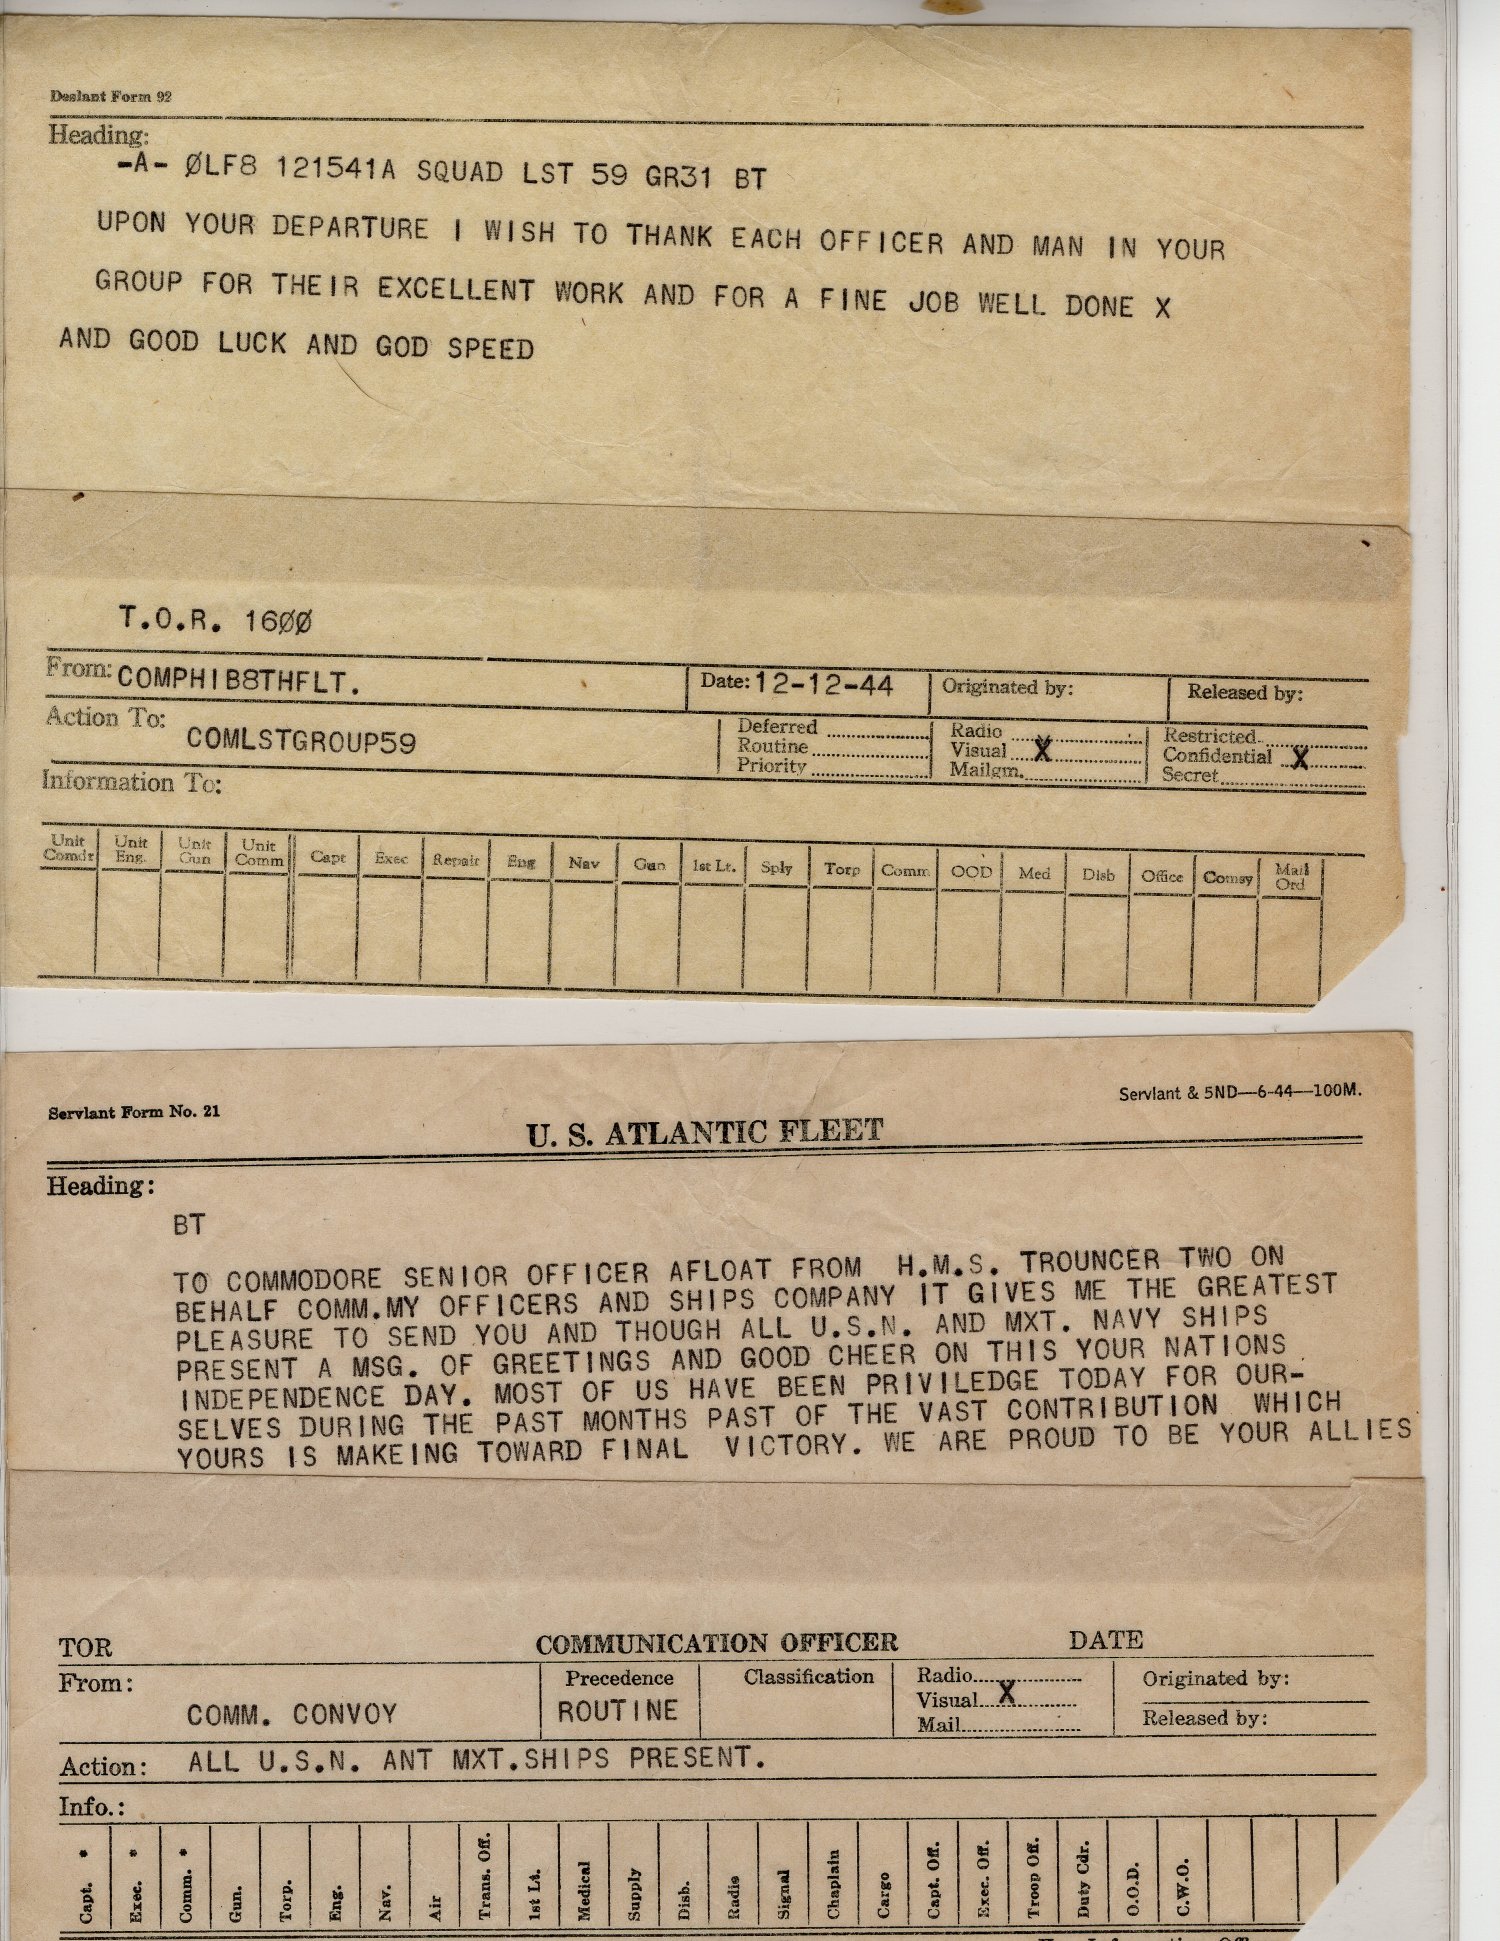 Deslant Form 92
Heading:
-A- ØLF8 121541A SQUAD LST 59 GR31 BT
UPON YOUR DEPARTURE I WISH TO THANK EACH OFFICER AND MAN IN YOUR
GROUP FOR THEIR EXCELLENT WORK AND FOR A FINE JOB WELL DONE X
AND GOOD LUCK AND GOD SPEED
T.O.R. 16ØØ
From: COMPHIB8THFLT. Date: 12-12-44 Originated by: Released by:
Action To: COMLSTGROUP59
Deferred Radio Restricted
Routine Visual X Confidential X
Priority Mailgm. Secret
Information To:
Unit Comdr Unit Eng. Unit Gun Unit Comm Capt Exec Repair Eng Nav Gun 1st Lt. Sply Torp Comm OOD Med Disb Office Comsy Mail Ord
Servlant Form No. 21
Servlant & 5ND—6-44—100M.
U. S. ATLANTIC FLEET
Heading:
BT
TO COMMODORE SENIOR OFFICER AFLOAT FROM H.M.S. TROUNCER TWO ON
BEHALF COMM.MY OFFICERS AND SHIPS COMPANY IT GIVES ME THE GREATEST
PLEASURE TO SEND YOU AND THOUGH ALL U.S.N. AND MXT. NAVY SHIPS
PRESENT A MSG. OF GREETINGS AND GOOD CHEER ON THIS YOUR NATIONS
INDEPENDENCE DAY. MOST OF US HAVE BEEN PRIVILEDGE TODAY FOR OUR-
SELVES DURING THE PAST MONTHS PAST OF THE VAST CONTRIBUTION WHICH
YOURS IS MAKEING TOWARD FINAL VICTORY. WE ARE PROUD TO BE YOUR ALLIES
TOR COMMUNICATION OFFICER DATE
From: COMM. CONVOY
Precedence ROUTINE
Classification
Radio
Visual X
Mail
Originated by:
Released by:
Action: ALL U.S.N. ANT MXT.SHIPS PRESENT.
Info.:
Capt. * Exec. * Comm. * Gun. Torp. Eng. Nav. Air Trans. Off. 1st Lt. Medical Supply Disb. Radio Signal Chaplain Cargo Capt. Off. Exec. Off. Troop Off. Duty Cdr. O.O.D. C.W.O.